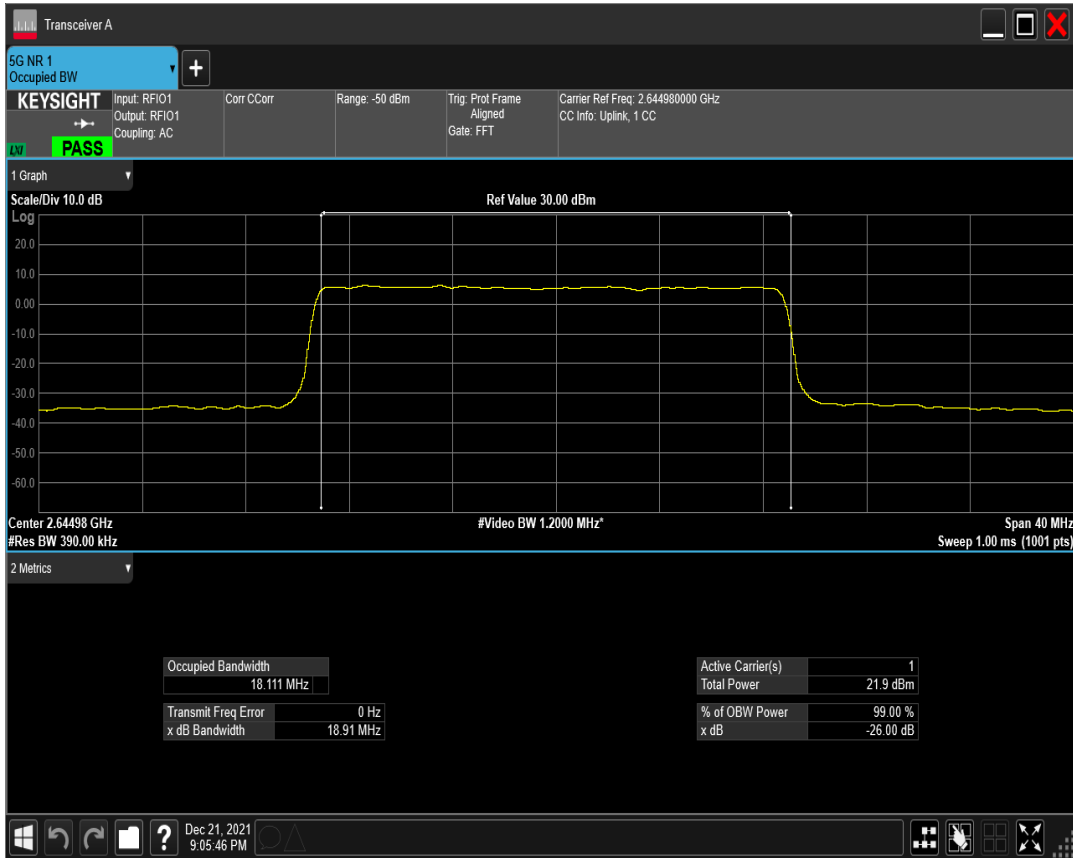 Transceiver A
5G NR 1
Occupied BW
KEYSIGHT
LXI
PASS
Input: RFIO1
Output: RFIO1
Coupling: AC
Corr CCorr
Range: -50 dBm
Trig: Prot Frame
Aligned
Gate: FFT
Carrier Ref Freq: 2.644980000 GHz
CC Info: Uplink, 1 CC
1 Graph
Scale/Div 10.0 dB
Ref Value 30.00 dBm
Log
20.0
10.0
0.00
-10.0
-20.0
-30.0
-40.0
-50.0
-60.0
Center 2.64498 GHz
#Video BW 1.2000 MHz*
Span 40 MHz
#Res BW 390.00 kHz
Sweep 1.00 ms (1001 pts)
2 Metrics
Occupied Bandwidth
18.111 MHz
Transmit Freq Error 0 Hz
x dB Bandwidth 18.91 MHz
Active Carrier(s) 1
Total Power 21.9 dBm
% of OBW Power 99.00 %
x dB -26.00 dB
?
Dec 21, 2021
9:05:46 PM